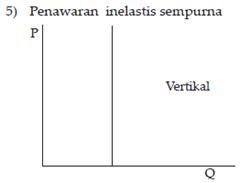 5) Penawaran inelastis sempurna
P
Vertikal
Q